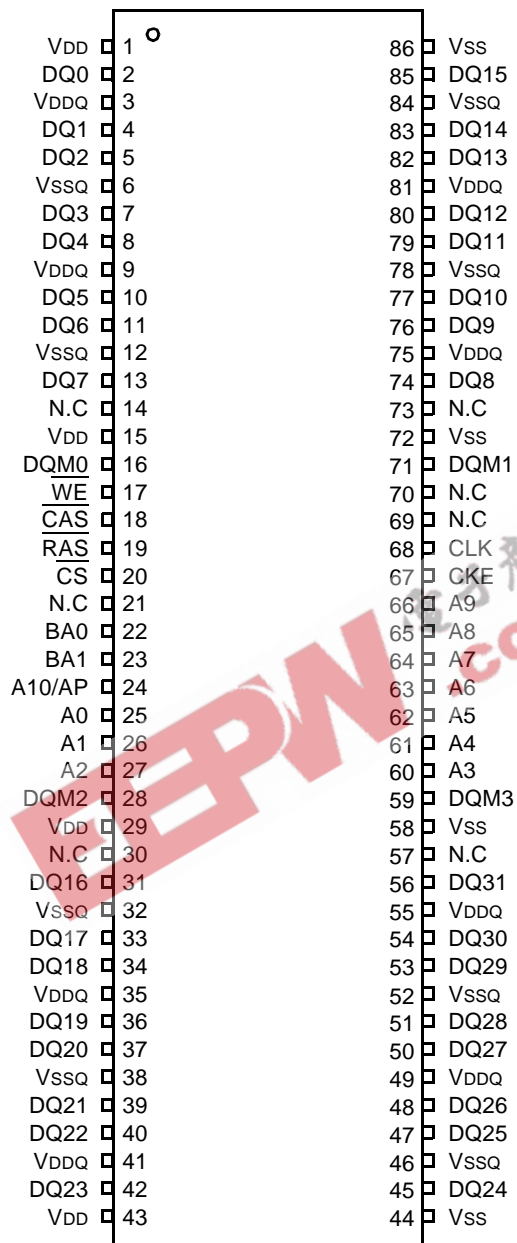 VDD 1 86 VSS
DQ0 2 85 DQ15
VDDQ 3 84 VSSQ
DQ1 4 83 DQ14
DQ2 5 82 DQ13
VSSQ 6 81 VDDQ
DQ3 7 80 DQ12
DQ4 8 79 DQ11
VDDQ 9 78 VSSQ
DQ5 10 77 DQ10
DQ6 11 76 DQ9
VSSQ 12 75 VDDQ
DQ7 13 74 DQ8
N.C 14 73 N.C
VDD 15 72 VSS
DQM0 16 71 DQM1
W̅E̅ 17 70 N.C
C̅A̅S̅ 18 69 N.C
R̅A̅S̅ 19 68 CLK
C̅S̅ 20 67 CKE
N.C 21 66 A9
BA0 22 65 A8
BA1 23 64 A7
A10/AP 24 63 A6
A0 25 62 A5
A1 26 61 A4
A2 27 60 A3
DQM2 28 59 DQM3
VDD 29 58 VSS
N.C 30 57 N.C
DQ16 31 56 DQ31
VSSQ 32 55 VDDQ
DQ17 33 54 DQ30
DQ18 34 53 DQ29
VDDQ 35 52 VSSQ
DQ19 36 51 DQ28
DQ20 37 50 DQ27
VSSQ 38 49 VDDQ
DQ21 39 48 DQ26
DQ22 40 47 DQ25
VDDQ 41 46 VSSQ
DQ23 42 45 DQ24
VDD 43 44 VSS
EEPW